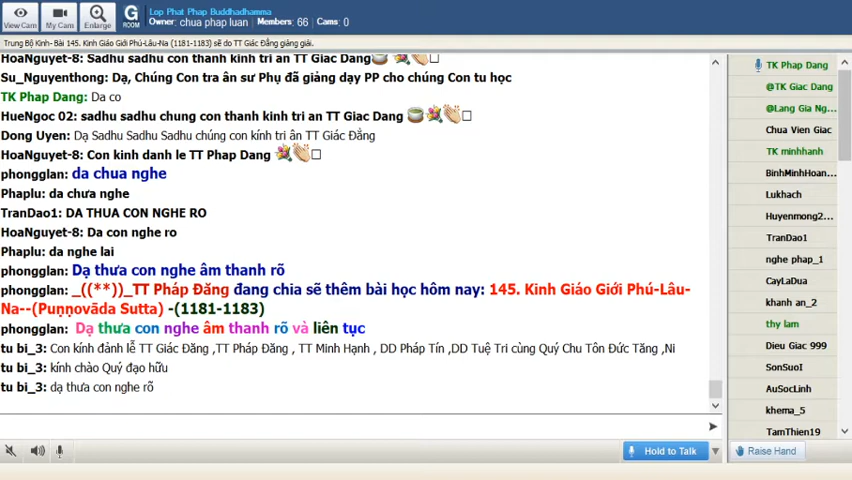 View Cam
My Cam
Enlarge
G
ROOM
Lop Phat Phap Buddhadhamma
Owner: chua phap luan Members: 66 Cams: 0
Trung Bộ Kinh- Bài 145. Kinh Giáo Giới Phú-Lâu-Na (1181-1183) sẽ do TT Giác Đẳng giảng giải.
HoaNguyet-8: Sadhu sadhu con thanh kinh tri an TT Giac Dang
Su_Nguyenthong: Dạ, Chúng Con tra ân sư Phụ đã giảng dạy PP cho chúng Con tu học
TK Phap Dang: Da co
HueNgoc 02: sadhu sadhu chung con thanh kinh tri an TT Giac Dang
Dong Uyen: Dạ Sadhu Sadhu Sadhu chúng con kính tri ân TT Giác Đẳng
HoaNguyet-8: Con kinh danh le TT Phap Dang
phongglan: da chua nghe
Phaplu: da chưa nghe
TranDao1: DA THUA CON NGHE RO
HoaNguyet-8: Da con nghe ro
Phaplu: da nghe lai
phongglan: Dạ thưa con nghe âm thanh rõ
phongglan: _((**))_TT Pháp Đăng đang chia sẽ thêm bài học hôm nay: 145. Kinh Giáo Giới Phú-Lâu-
Na--(Puṇṇovāda Sutta) -(1181-1183)
phongglan: Dạ thưa con nghe âm thanh rõ và liên tục
tu bi_3: Con kính đảnh lễ TT Giác Đăng ,TT Pháp Đăng , TT Minh Hạnh , DD Pháp Tín ,DD Tuệ Tri cùng Quý Chu Tôn Đức Tăng ,Ni
tu bi_3: kính chào Quý đạo hữu
tu bi_3: dạ thưa con nghe rõ
TK Phap Dang
@TK Giac Dang
@Lang Gia Ng...
Chua Vien Giac
TK minhhanh
BinhMinhHoan...
Lukhach
Huyenmong2...
TranDao1
nghe phap_1
CayLaDua
khanh an_2
thy lam
Dieu Giac 999
SonSuoI
AuSocLinh
khema_5
TamThien19
Hold to Talk
Raise Hand